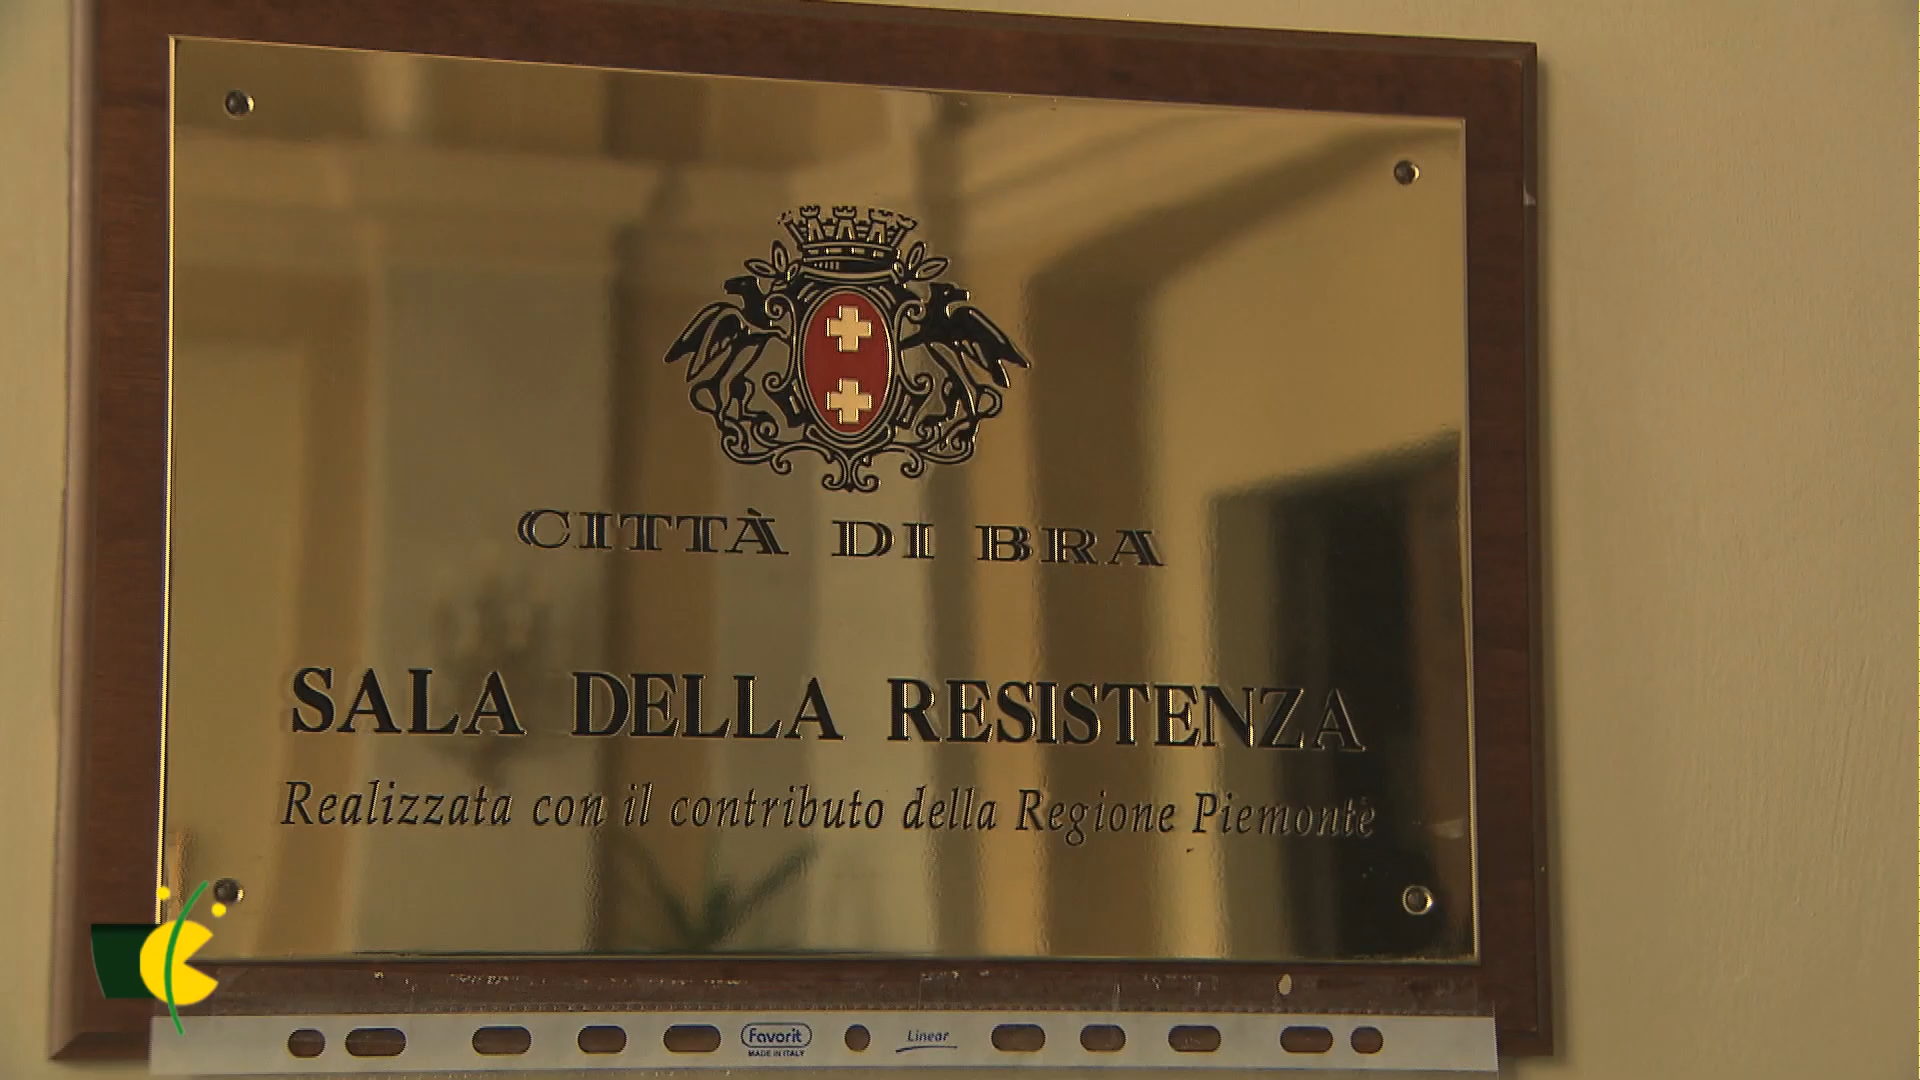 CITTÀ DI BRA
SALA DELLA RESISTENZA
Realizzata con il contributo della Regione Piemonte
Favorit
MADE IN ITALY
Linear